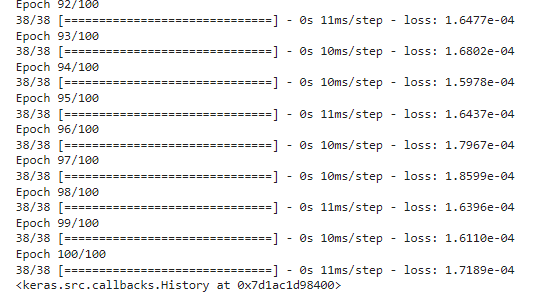 Epoch 92/100
38/38 [==============================] - 0s 11ms/step - loss: 1.6477e-04
Epoch 93/100
38/38 [==============================] - 0s 10ms/step - loss: 1.6802e-04
Epoch 94/100
38/38 [==============================] - 0s 10ms/step - loss: 1.5978e-04
Epoch 95/100
38/38 [==============================] - 0s 11ms/step - loss: 1.6437e-04
Epoch 96/100
38/38 [==============================] - 0s 10ms/step - loss: 1.7967e-04
Epoch 97/100
38/38 [==============================] - 0s 10ms/step - loss: 1.8599e-04
Epoch 98/100
38/38 [==============================] - 0s 11ms/step - loss: 1.6396e-04
Epoch 99/100
38/38 [==============================] - 0s 10ms/step - loss: 1.6110e-04
Epoch 100/100
38/38 [==============================] - 0s 11ms/step - loss: 1.7189e-04
<keras.src.callbacks.History at 0x7d1ac1d98400>